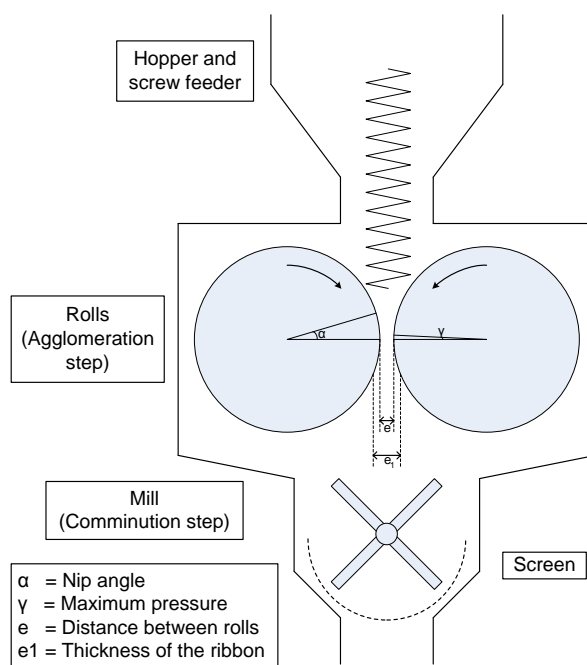 Hopper and
screw feeder
Rolls
(Agglomeration
step)
α
γ
e
e1
Mill
(Comminution step)
Screen
α = Nip angle
γ = Maximum pressure
e = Distance between rolls
e1 = Thickness of the ribbon